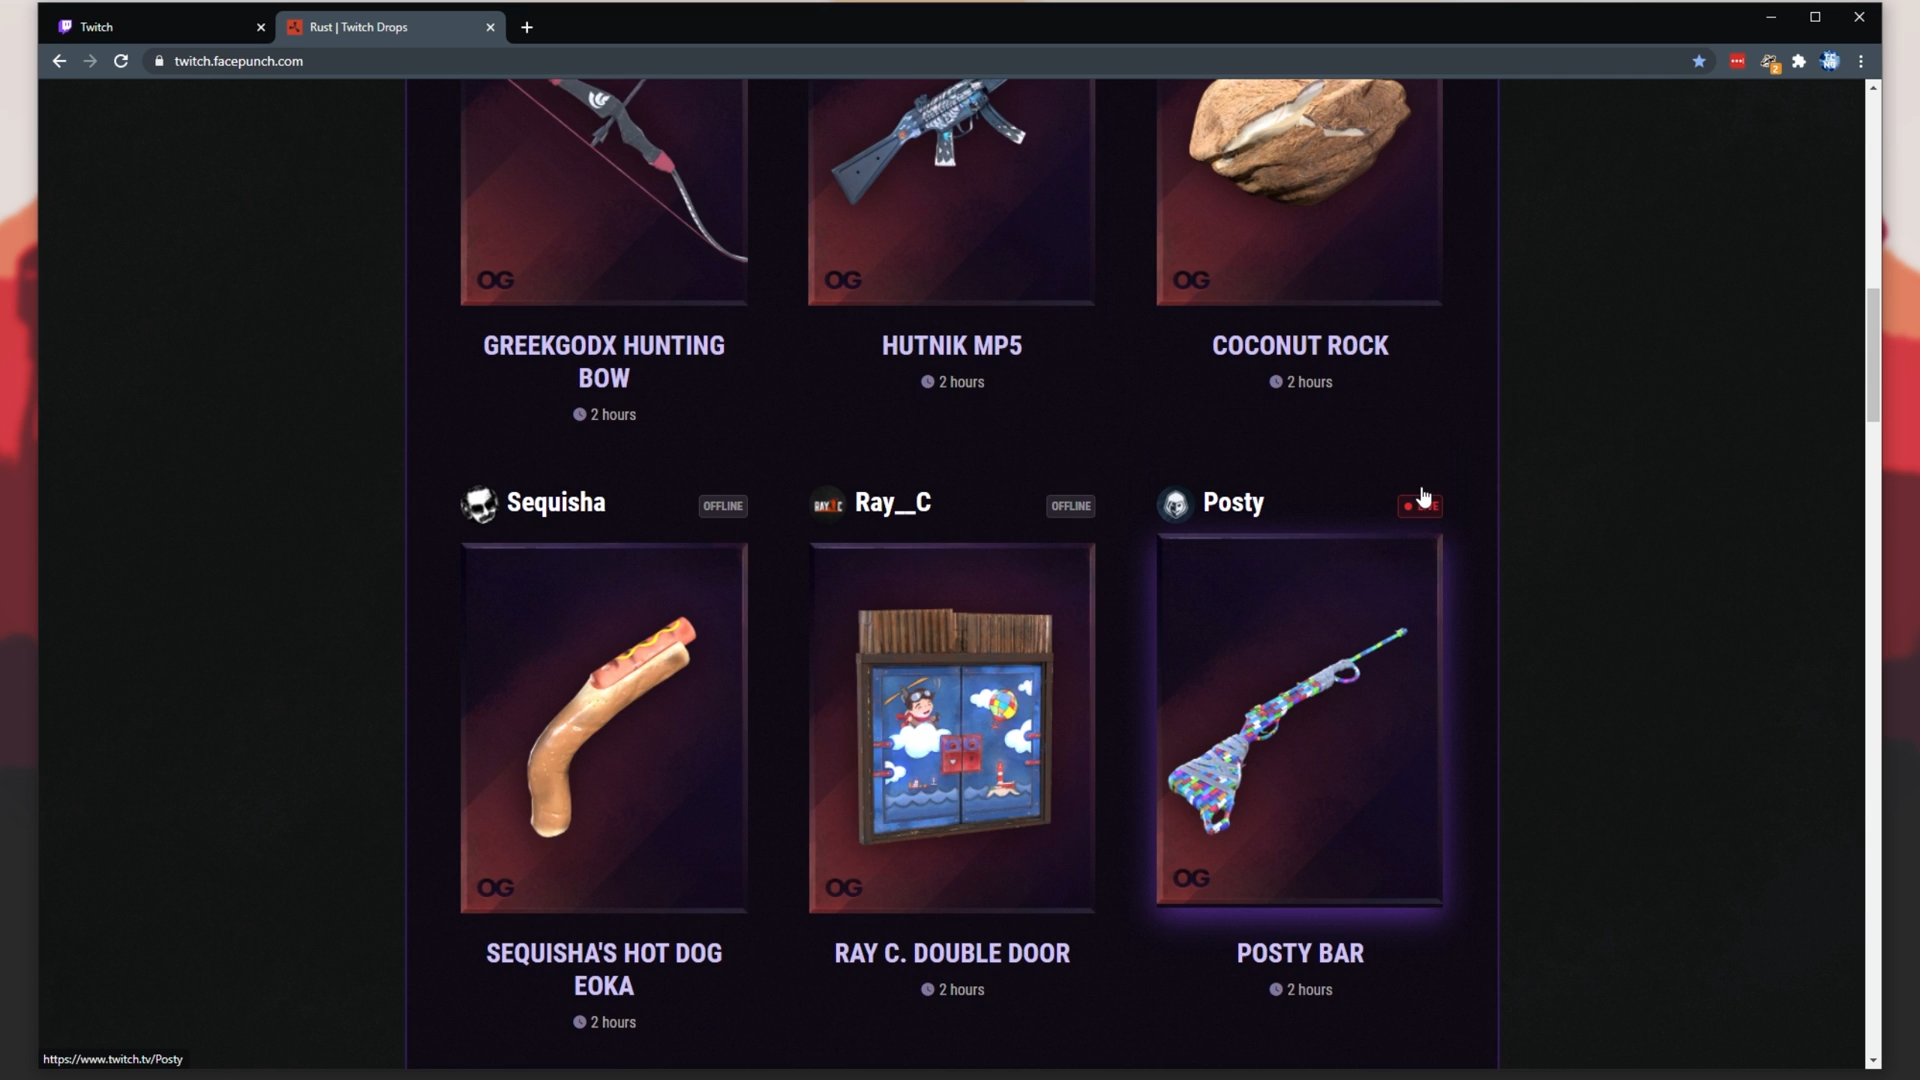 Twitch
Rust | Twitch Drops
twitch.facepunch.com
2
OG
OG
OG
GREEKGODX HUNTING
BOW
2 hours
HUTNIK MP5
2 hours
COCONUT ROCK
2 hours
Sequisha
OFFLINE
Ray__C
OFFLINE
Posty
OG
OG
OG
SEQUISHA'S HOT DOG
EOKA
2 hours
RAY C. DOUBLE DOOR
2 hours
POSTY BAR
2 hours
https://www.twitch.tv/Posty